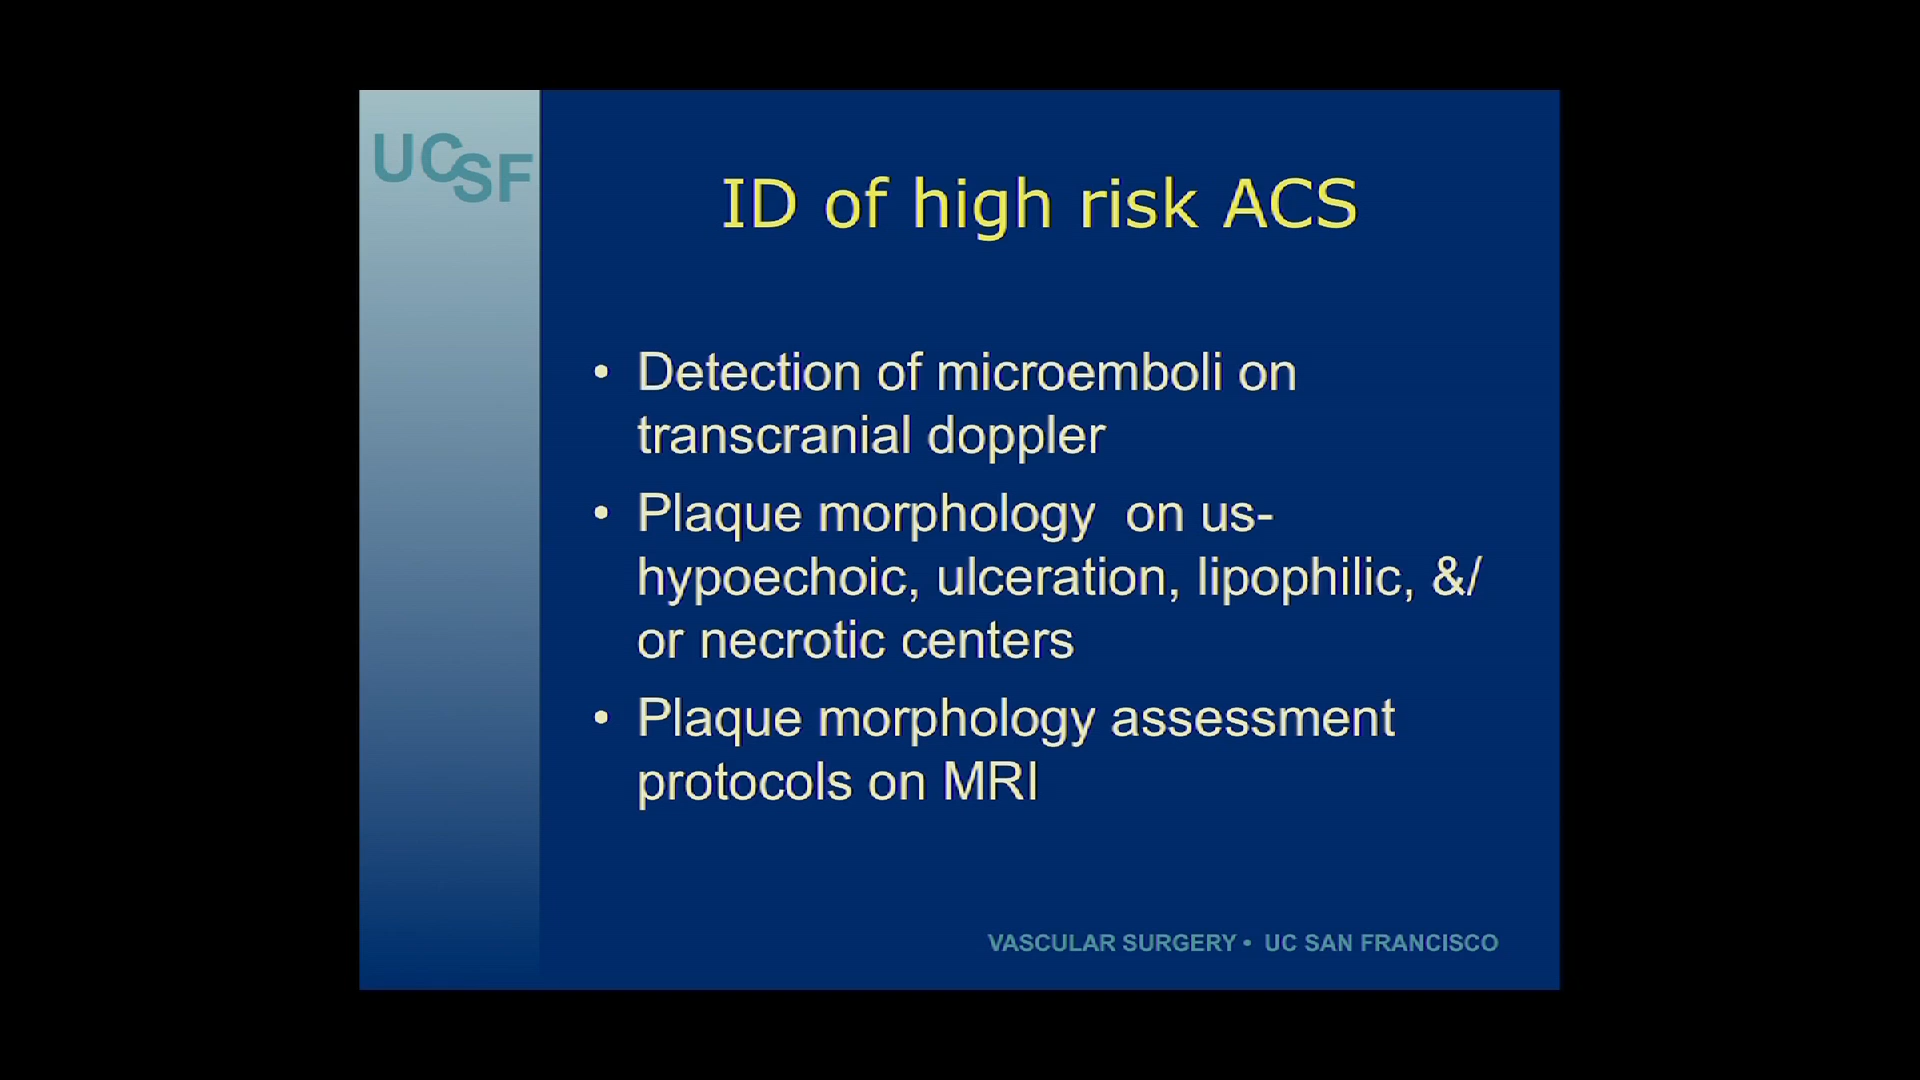 UCSF
ID of high risk ACS
• Detection of microemboli on
transcranial doppler
• Plaque morphology  on us-
hypoechoic, ulceration, lipophilic, &/
or necrotic centers
• Plaque morphology assessment
protocols on MRI
VASCULAR SURGERY • UC SAN FRANCISCO